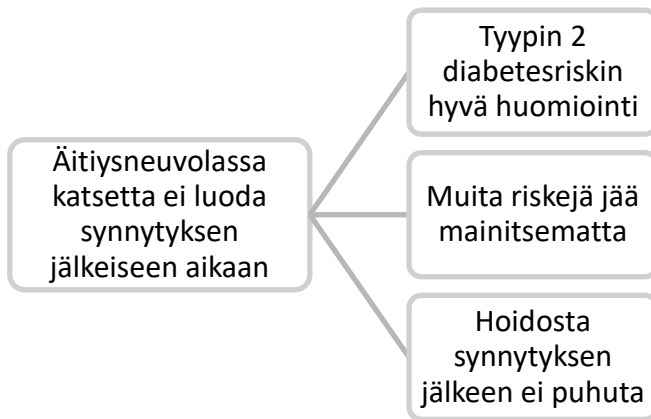 Äitiysneuvolassa
katsetta ei luoda
synnytyksen
jälkeiseen aikaan
Tyypin 2
diabetesriskin
hyvä huomiointi
Muita riskejä jää
mainitsematta
Hoidosta
synnytyksen
jälkeen ei puhuta